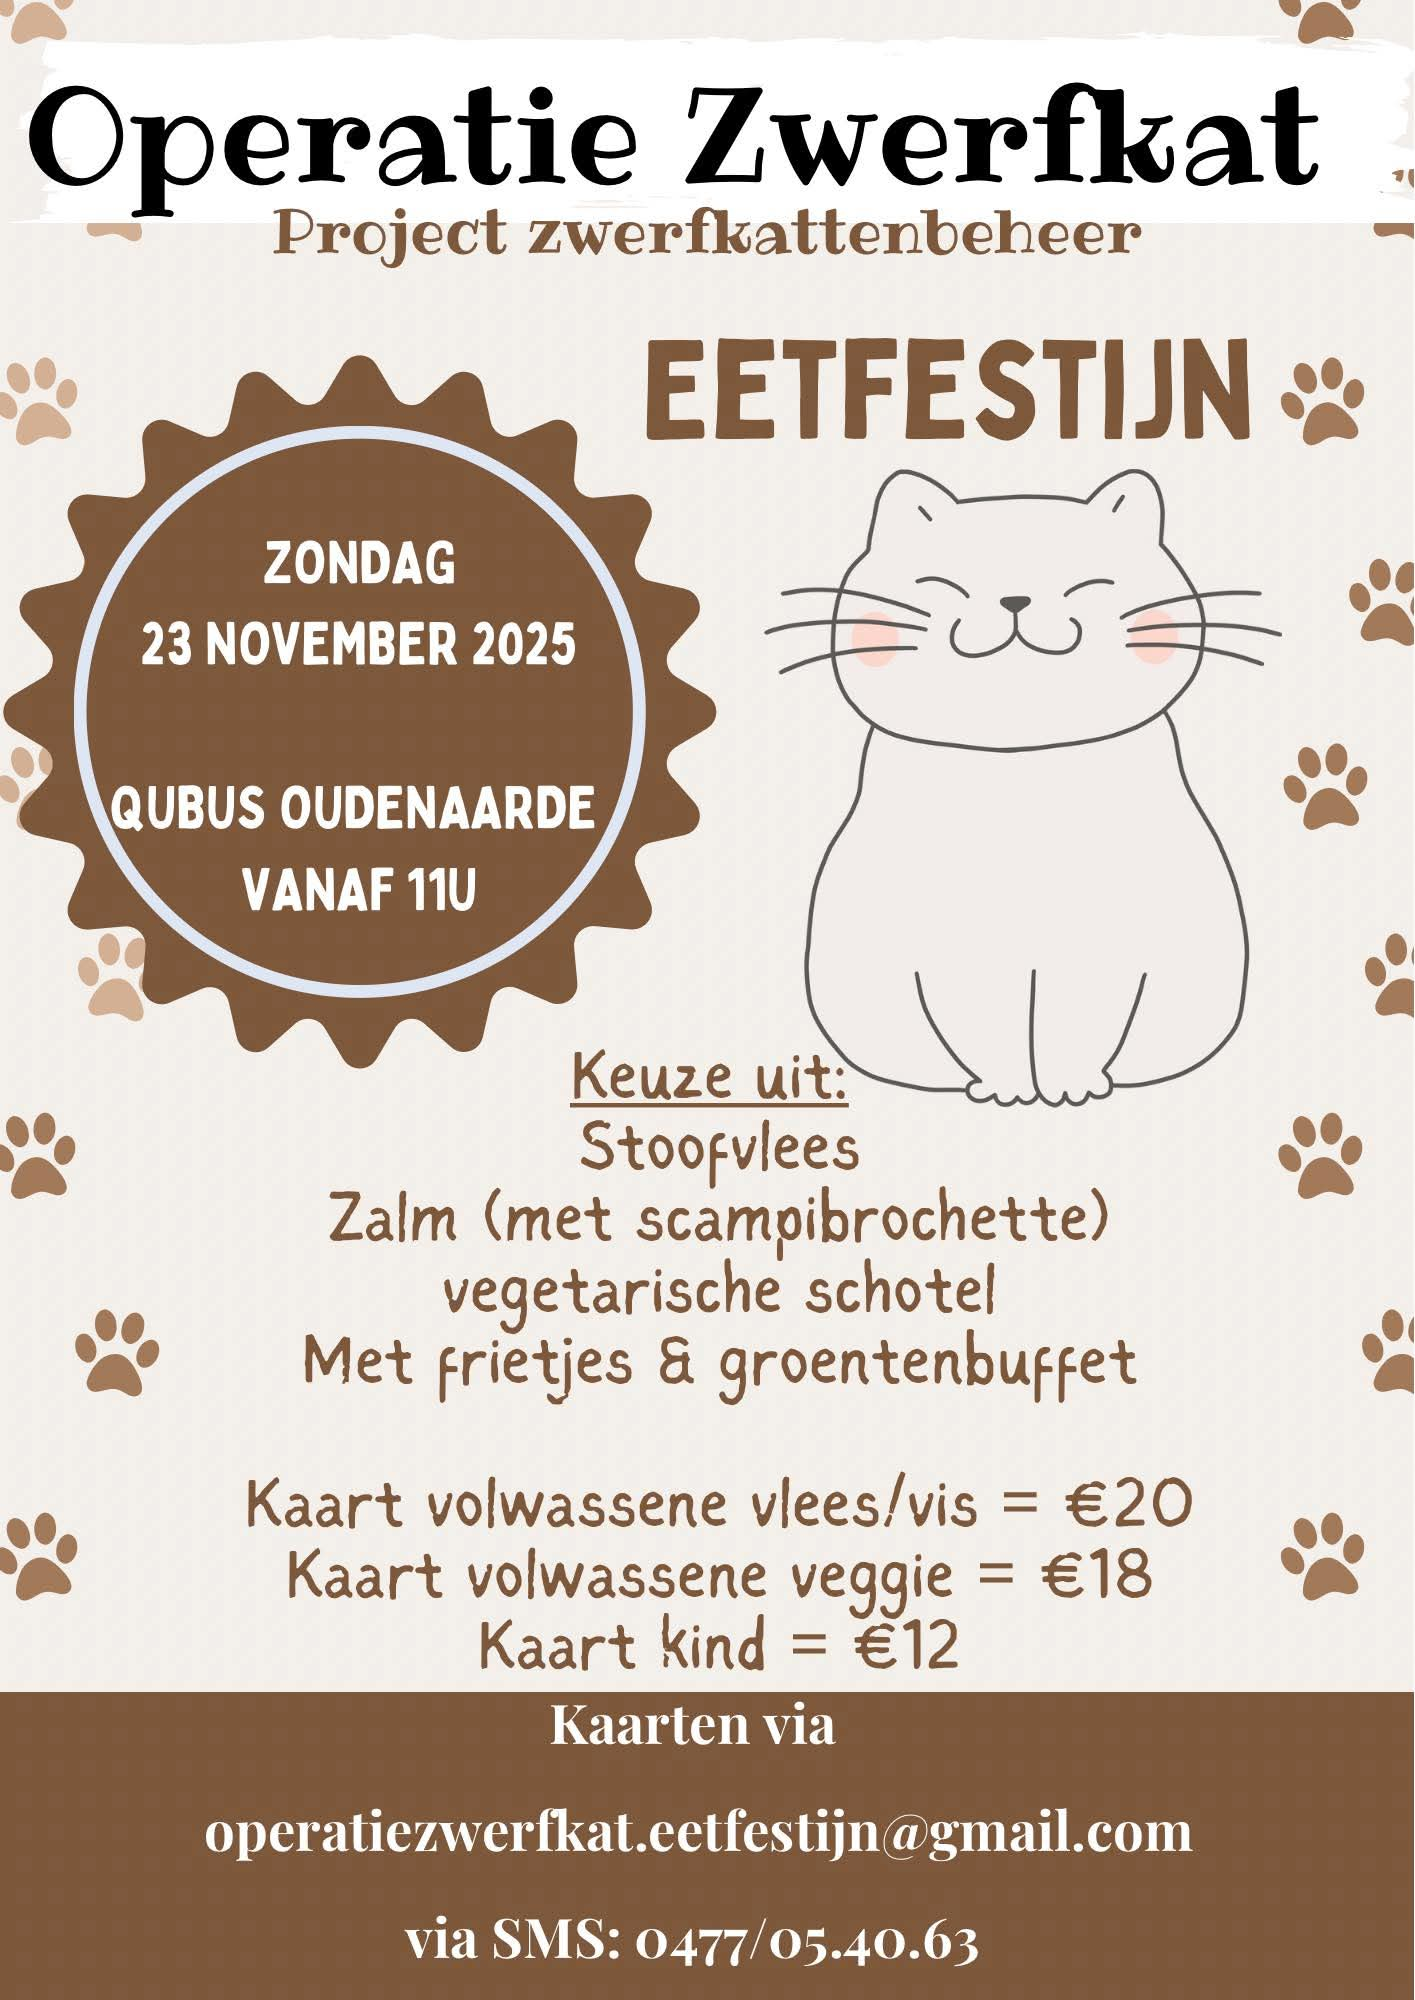 Operatie Zwerfkat
Project zwerfkattenbeheer
EETFESTIJN
ZONDAG
23 NOVEMBER 2025
QUBUS OUDENAARDE
VANAF 11U
Keuze uit:
Stoofvlees
Zalm (met scampibrochette)
vegetarische schotel
Met frietjes & groentenbuffet
Kaart volwassene vlees/vis = €20
Kaart volwassene veggie = €18
Kaart kind = €12
Kaarten via
operatiezwerfkat.eetfestijn@gmail.com
via SMS: 0477/05.40.63